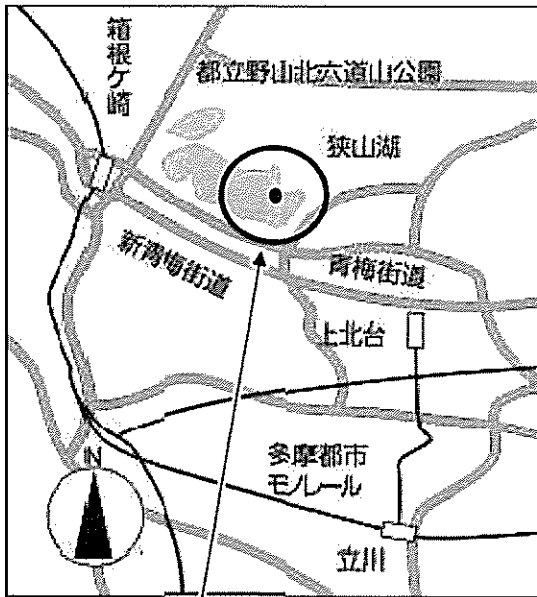 箱根ケ崎
都立野山北六道山公園
狭山湖
新青梅街道
青梅街道
上北台
多摩都市
モノレール
N
立川